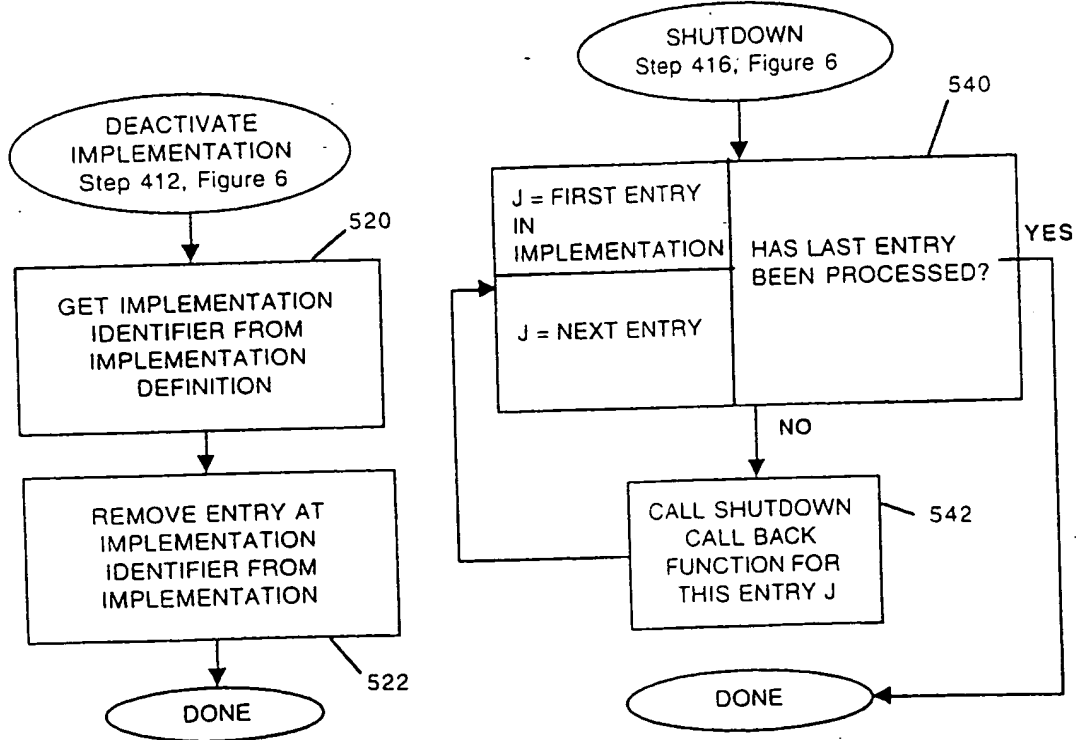 DEACTIVATE
IMPLEMENTATION
Step 412, Figure 6
520
GET IMPLEMENTATION
IDENTIFIER FROM
IMPLEMENTATION
DEFINITION
REMOVE ENTRY AT
IMPLEMENTATION
IDENTIFIER FROM
IMPLEMENTATION
522
DONE
SHUTDOWN
Step 416, Figure 6
540
J = FIRST ENTRY
IN
IMPLEMENTATION
J = NEXT ENTRY
HAS LAST ENTRY
BEEN PROCESSED?
YES
NO
CALL SHUTDOWN
CALL BACK
FUNCTION FOR
THIS ENTRY J
542
DONE